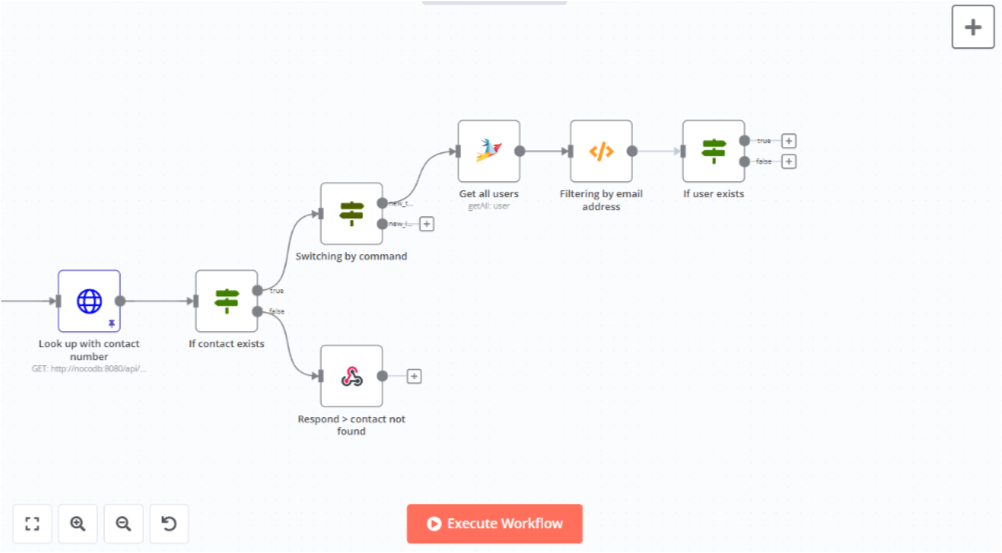 true
false
Get all users
getAll: user
Filtering by email
address
If user exists
new_t...
new_i...
Switching by command
true
false
Look up with contact
number
GET: http://nocodb:8080/api/...
If contact exists
Respond > contact not
found
Execute Workflow